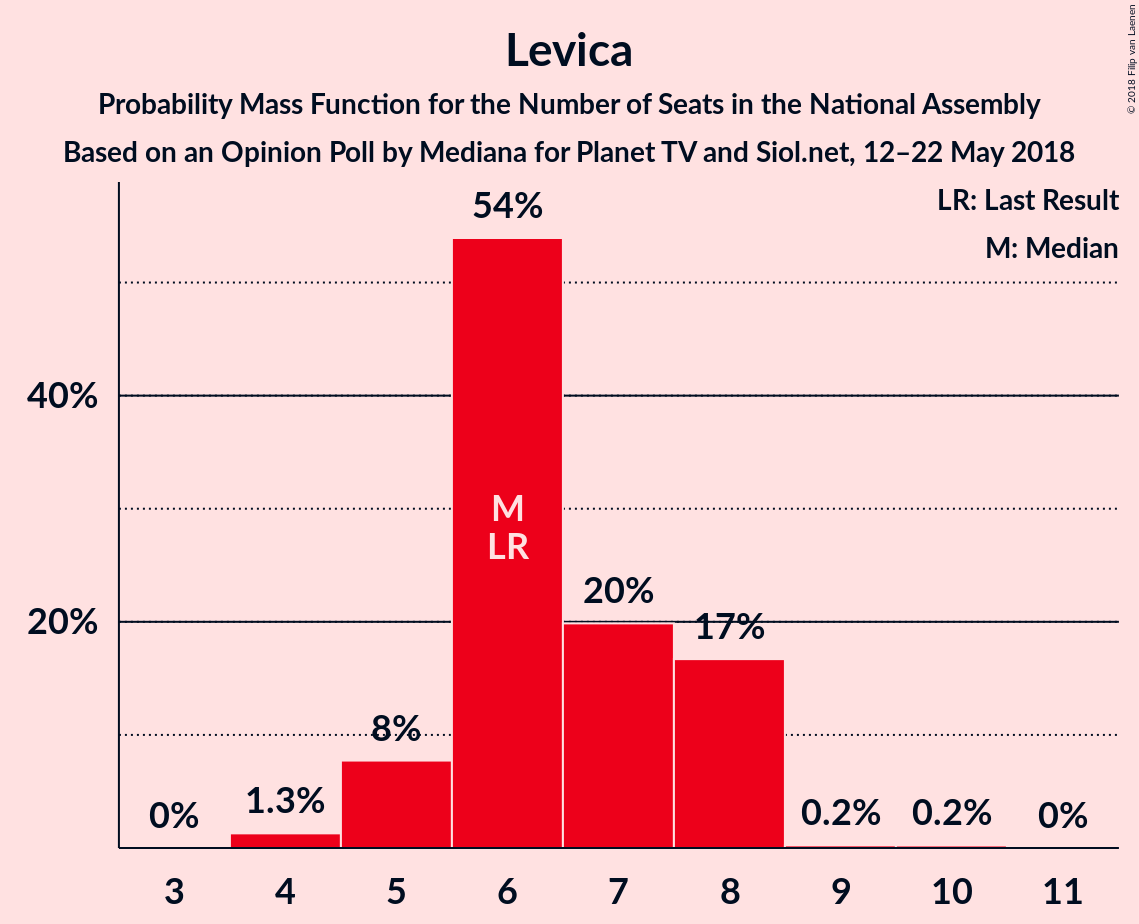 Levica
Probability Mass Function for the Number of Seats in the National Assembly
Based on an Opinion Poll by Mediana for Planet TV and Siol.net, 12–22 May 2018
© 2018 Filip van Laenen
LR: Last Result
M: Median
54%
40%
M
LR
20%
20%
17%
8%
0%
1.3%
0.2%
0.2%
0%
3 4 5 6 7 8 9 10 11